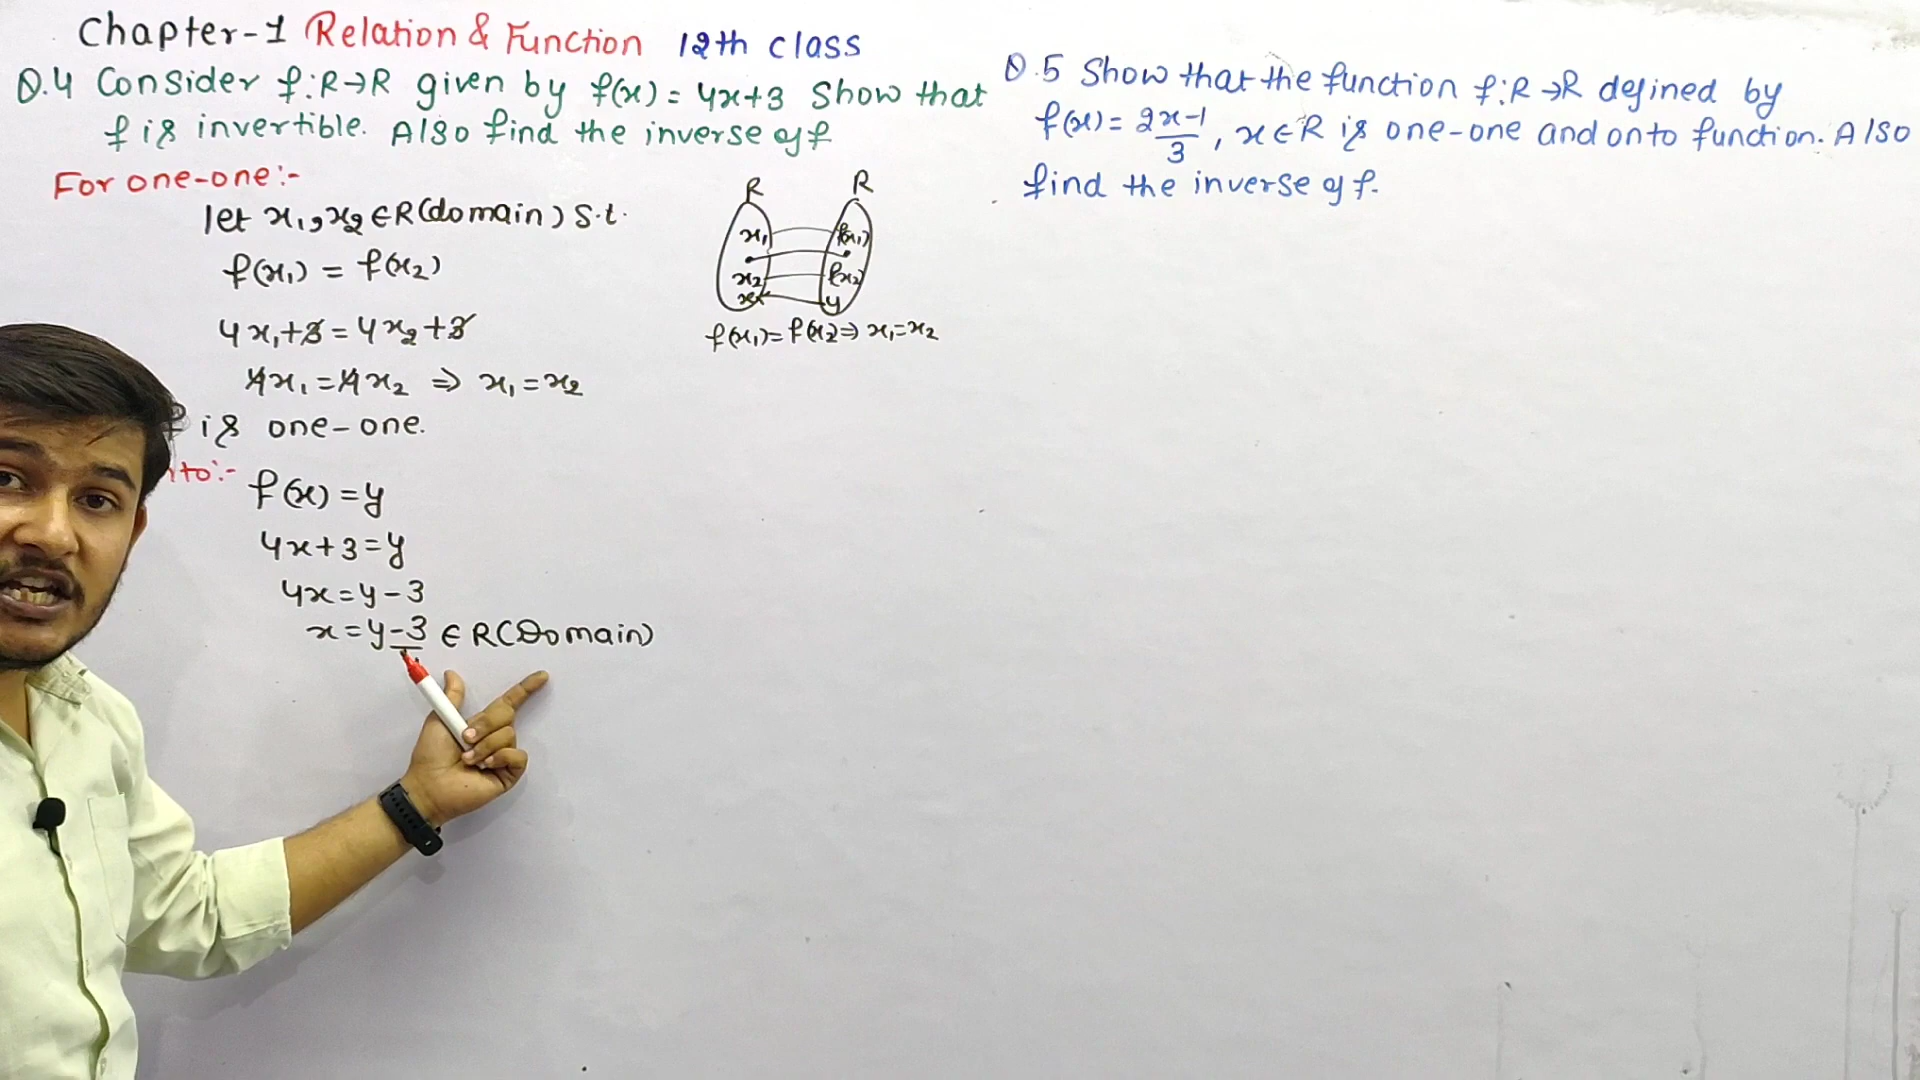 Chapter-1 Relation & Function 12th class
Q.4 Consider f:R→R given by f(x) = 4x+3 Show that
f is invertible. Also find the inverse of f
For one-one:-
let x₁,x₂∈R(domain) s.t.
f(x₁) = f(x₂)
4x₁+3=4x₂+3
4x₁=4x₂ ⇒ x₁=x₂
f is one-one.
nto:-
f(x)=y
4x+3=y
4x=y-3
x=y-3 ∈R(Domain)
R R
x₁ f(x₁)
x₂ f(x₂)
x y
f(x₁)=f(x₂)⇒x₁=x₂
Q.5 Show that the function f:R→R defined by
f(x)=2x-1/3, x∈R is one-one and onto function. Also
find the inverse of f.